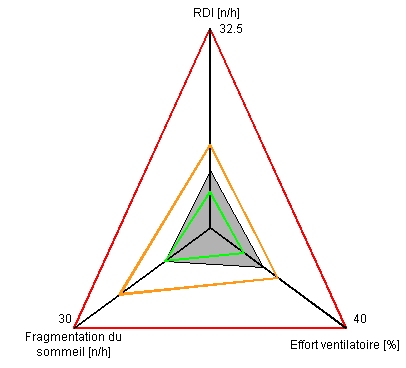 RDI [n/h]
32.5
30
40
Fragmentation du
sommeil [n/h]
Effort ventilatoire [%]